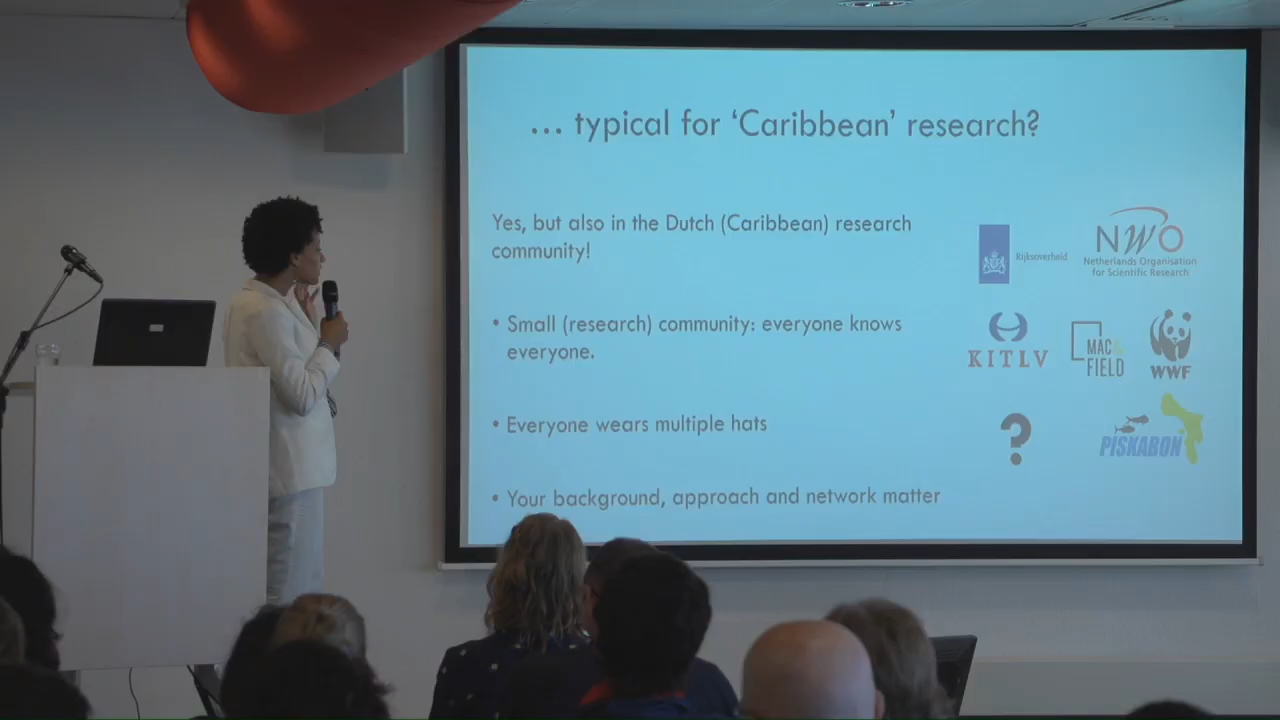 ... typical for ‘Caribbean’ research?
Yes, but also in the Dutch (Caribbean) research
community!
• Small (research) community: everyone knows
everyone.
• Everyone wears multiple hats
• Your background, approach and network matter
Rijksoverheid
NWO
Netherlands Organisation
for Scientific Research
KITLV
MAC&
FIELD
WWF
?
PISKABON